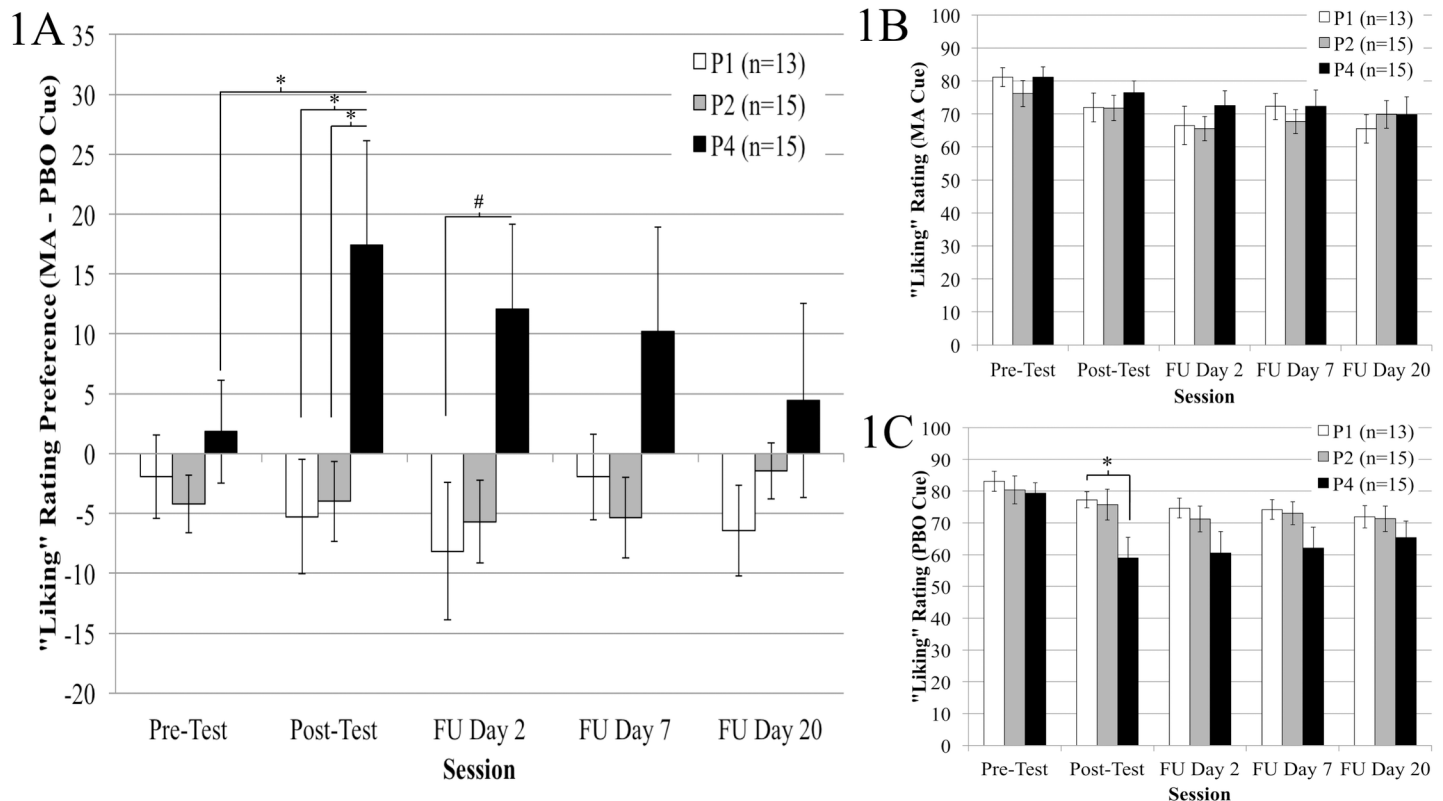 1A
"Liking" Rating Preference (MA - PBO Cue)
35
30
25
20
15
10
5
0
-5
-10
-15
-20
*
*
*
#
P1 (n=13)
P2 (n=15)
P4 (n=15)
Pre-Test Post-Test FU Day 2 FU Day 7 FU Day 20
Session
1B
"Liking" Rating (MA Cue)
100
90
80
70
60
50
40
30
20
10
0
P1 (n=13)
P2 (n=15)
P4 (n=15)
Pre-Test Post-Test FU Day 2 FU Day 7 FU Day 20
Session
1C
"Liking" Rating (PBO Cue)
100
90
80
70
60
50
40
30
20
10
0
*
P1 (n=13)
P2 (n=15)
P4 (n=15)
Pre-Test Post-Test FU Day 2 FU Day 7 FU Day 20
Session